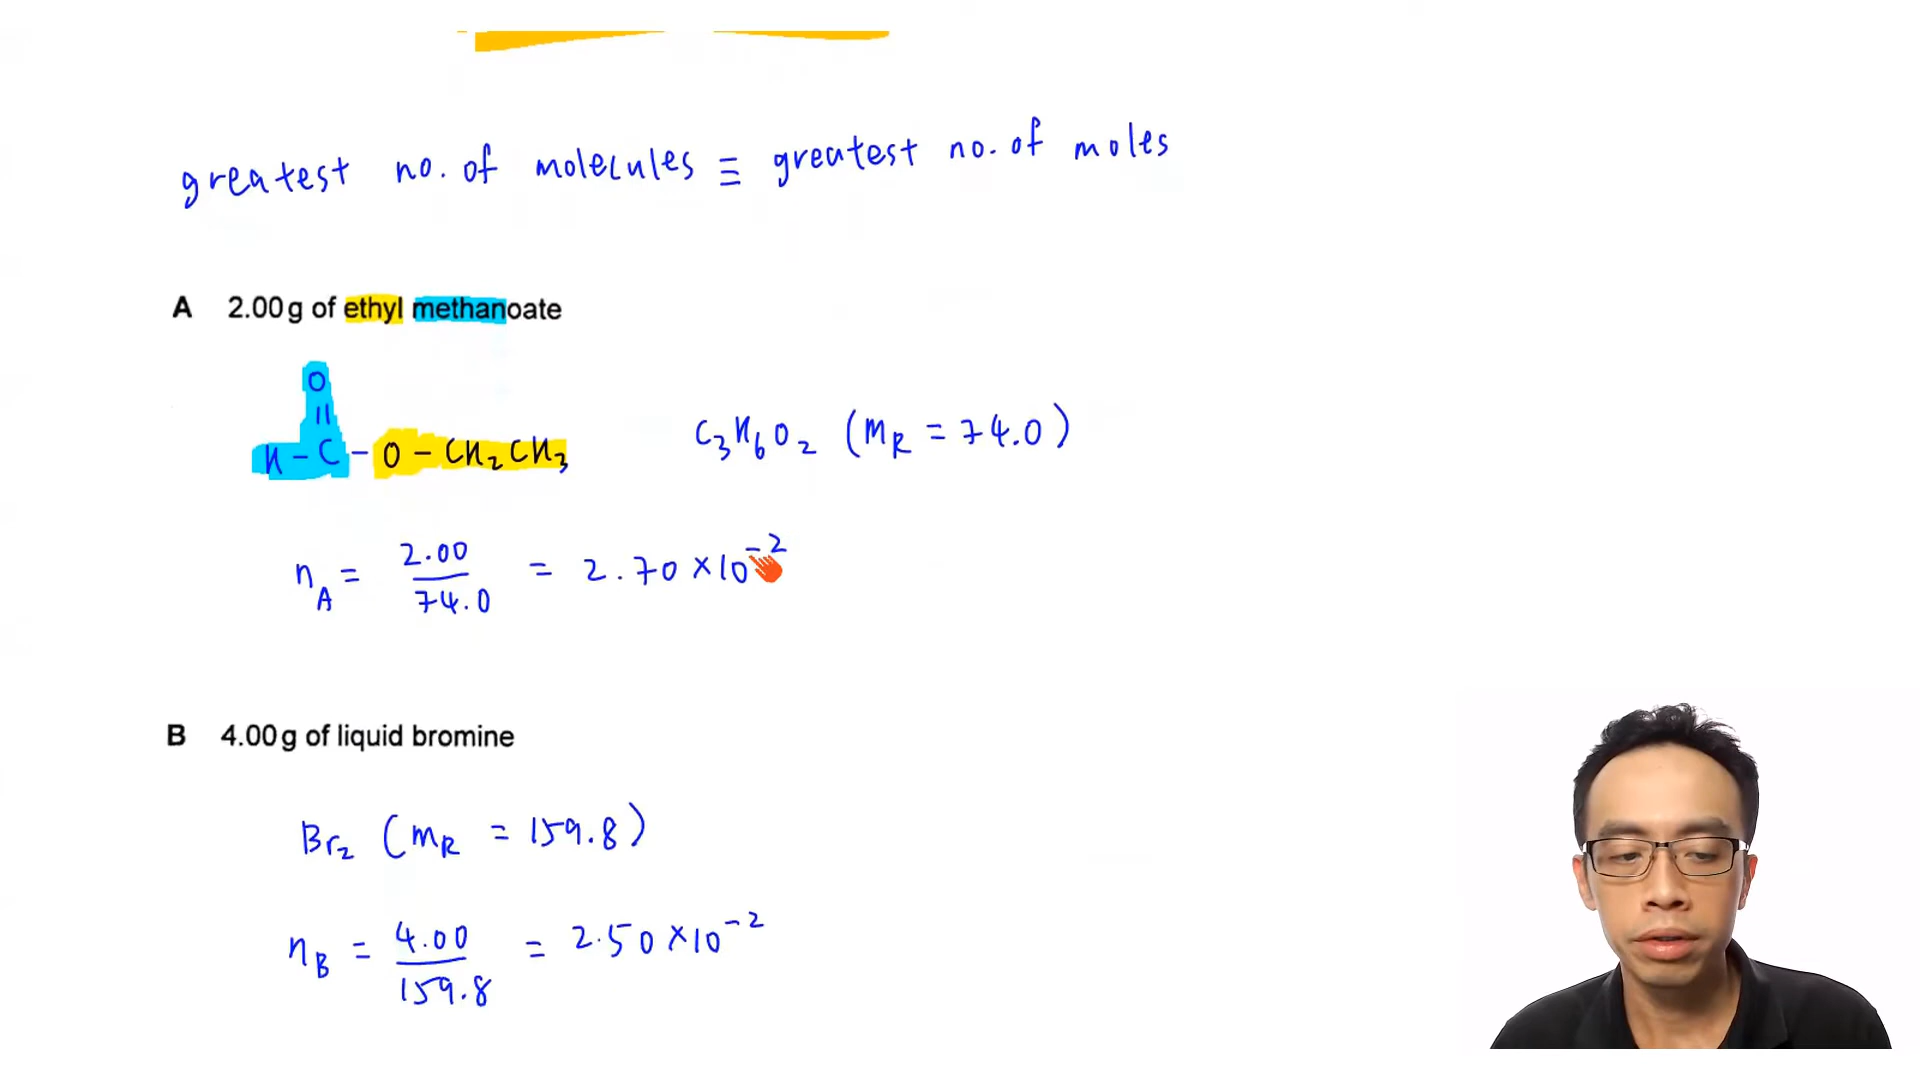 greatest no. of molecules ≡ greatest no. of moles
A 2.00 g of ethyl methanoate
O
||
H - C - O - CH₂CH₃
C₃H₆O₂ (MR = 74.0)
nA = 2.00 / 74.0 = 2.70 × 10⁻²
B 4.00 g of liquid bromine
Br₂ (MR = 159.8)
nB = 4.00 / 159.8 = 2.50 × 10⁻²